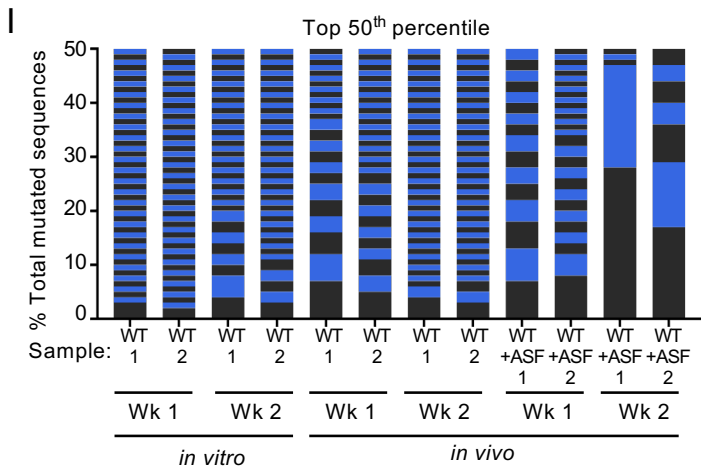 I
Top 50th percentile
% Total mutated sequences
50
40
30
20
10
0
Sample: WT 1 WT 2 WT 1 WT 2 WT 1 WT 2 WT 1 WT 2 WT +ASF 1 WT +ASF 2 WT +ASF 1 WT +ASF 2
Wk 1 Wk 2 Wk 1 Wk 2 Wk 1 Wk 2
in vitro in vivo